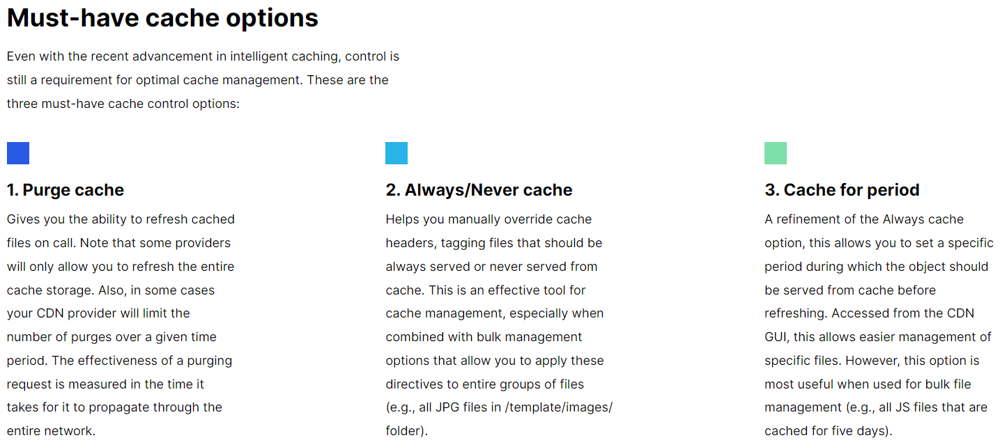 Must-have cache options
Even with the recent advancement in intelligent caching, control is
still a requirement for optimal cache management. These are the
three must-have cache control options:
1. Purge cache
Gives you the ability to refresh cached
files on call. Note that some providers
will only allow you to refresh the entire
cache storage. Also, in some cases
your CDN provider will limit the
number of purges over a given time
period. The effectiveness of a purging
request is measured in the time it
takes for it to propagate through the
entire network.
2. Always/Never cache
Helps you manually override cache
headers, tagging files that should be
always served or never served from
cache. This is an effective tool for
cache management, especially when
combined with bulk management
options that allow you to apply these
directives to entire groups of files
(e.g., all JPG files in /template/images/
folder).
3. Cache for period
A refinement of the Always cache
option, this allows you to set a specific
period during which the object should
be served from cache before
refreshing. Accessed from the CDN
GUI, this allows easier management of
specific files. However, this option is
most useful when used for bulk file
management (e.g., all JS files that are
cached for five days).